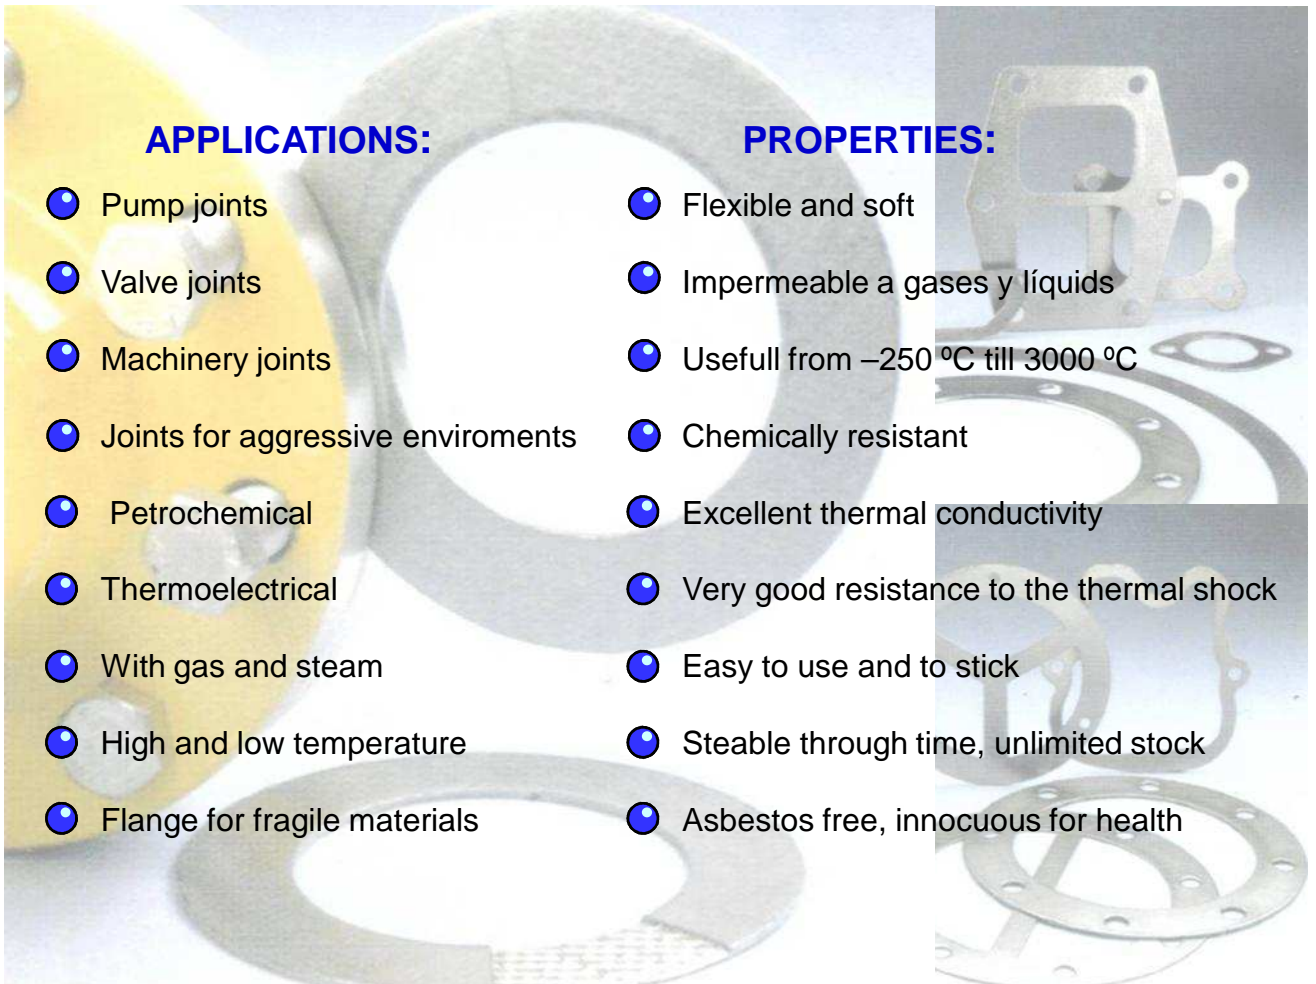 APPLICATIONS:
Pump joints
Valve joints
Machinery joints
Joints for aggressive enviroments
Petrochemical
Thermoelectrical
With gas and steam
High and low temperature
Flange for fragile materials
PROPERTIES:
Flexible and soft
Impermeable a gases y líquids
Usefull from –250 ºC till 3000 ºC
Chemically resistant
Excellent thermal conductivity
Very good resistance to the thermal shock
Easy to use and to stick
Steable through time, unlimited stock
Asbestos free, innocuous for health